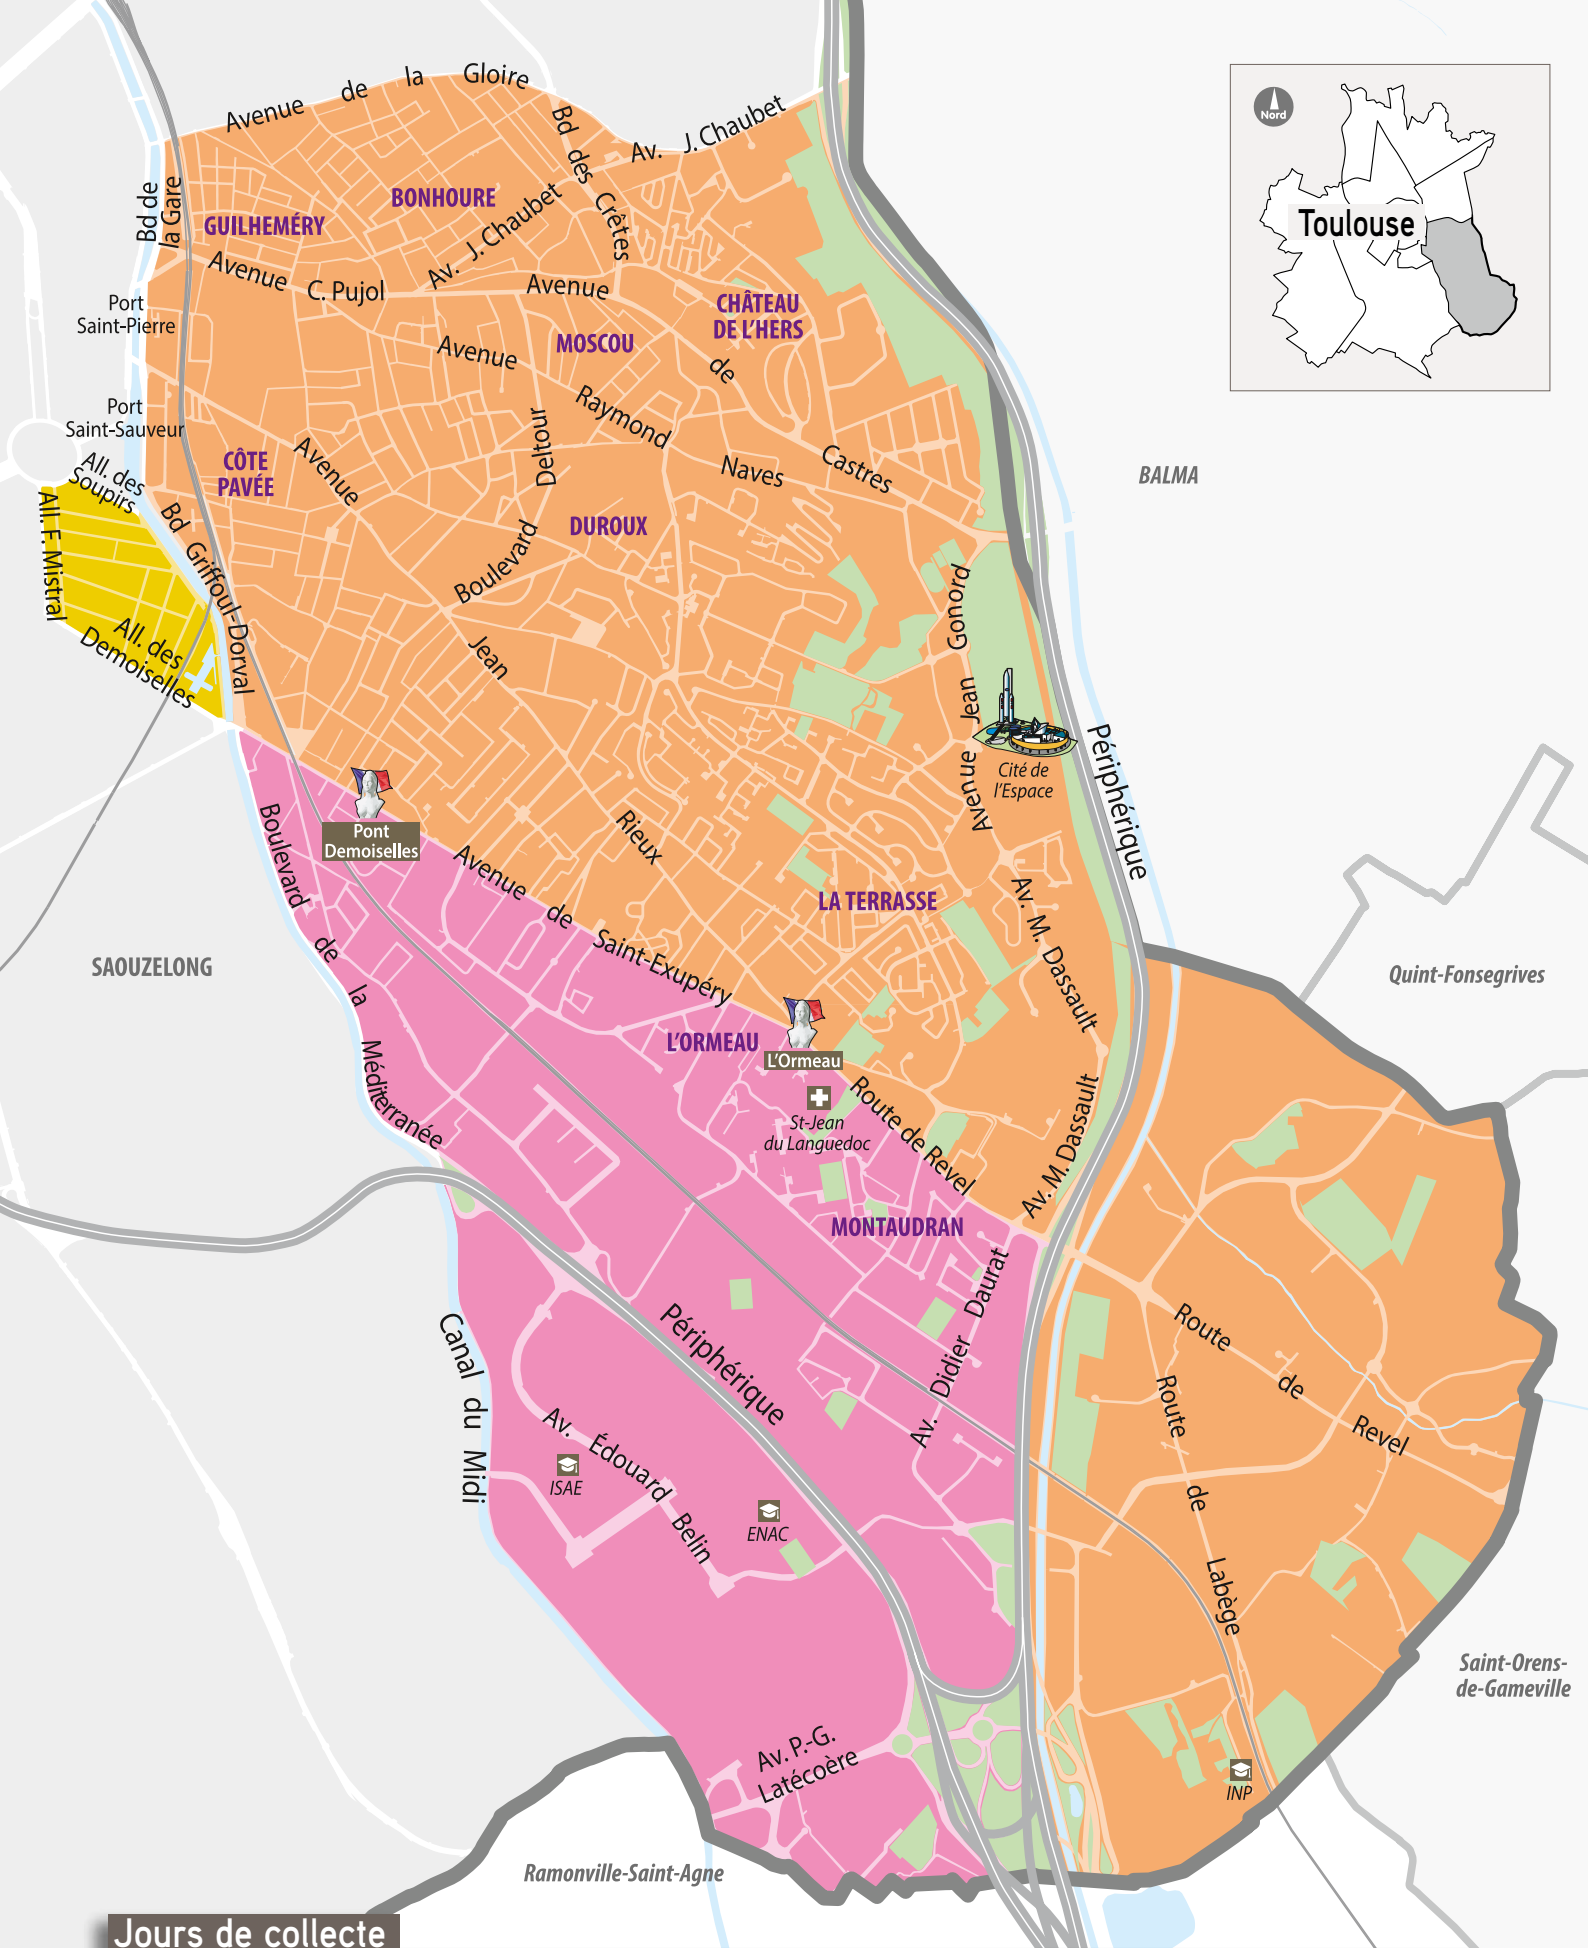 Avenue de la Gloire
Bd des Crêtes
Av. J. Chaubet
Nord
Toulouse
Bd de
la Gare
GUILHEMÉRY
BONHOURE
Av. J. Chaubet
Avenue C. Pujol
Avenue de Castres
Port
Saint-Pierre
CHÂTEAU
DE L'HERS
MOSCOU
Avenue Raymond Naves
Port
Saint-Sauveur
All. des
Soupirs
CÔTE
PAVÉE
Avenue Jean Rieux
Boulevard Deltour
BALMA
All. F. Mistral
Bd Griffoul-Dorval
DUROUX
All. des
Demoiselles
Avenue Jean Gonord
Cité de
l'Espace
Périphérique
Pont
Demoiselles
Boulevard de la Méditerranée
Avenue de Saint-Exupéry
LA TERRASSE
Av. M. Dassault
SAOUZELONG
Quint-Fonsegrives
L'ORMEAU
L'Ormeau
St-Jean
du Languedoc
Route de Revel
Av. M. Dassault
MONTAUDRAN
Av. Didier Daurat
Canal du Midi
Périphérique
Route de Revel
Route de Labège
Av. Édouard Belin
ISAE
ENAC
Saint-Orens-
de-Gameville
Av. P.-G.
Latécoère
INP
Ramonville-Saint-Agne
Jours de collecte